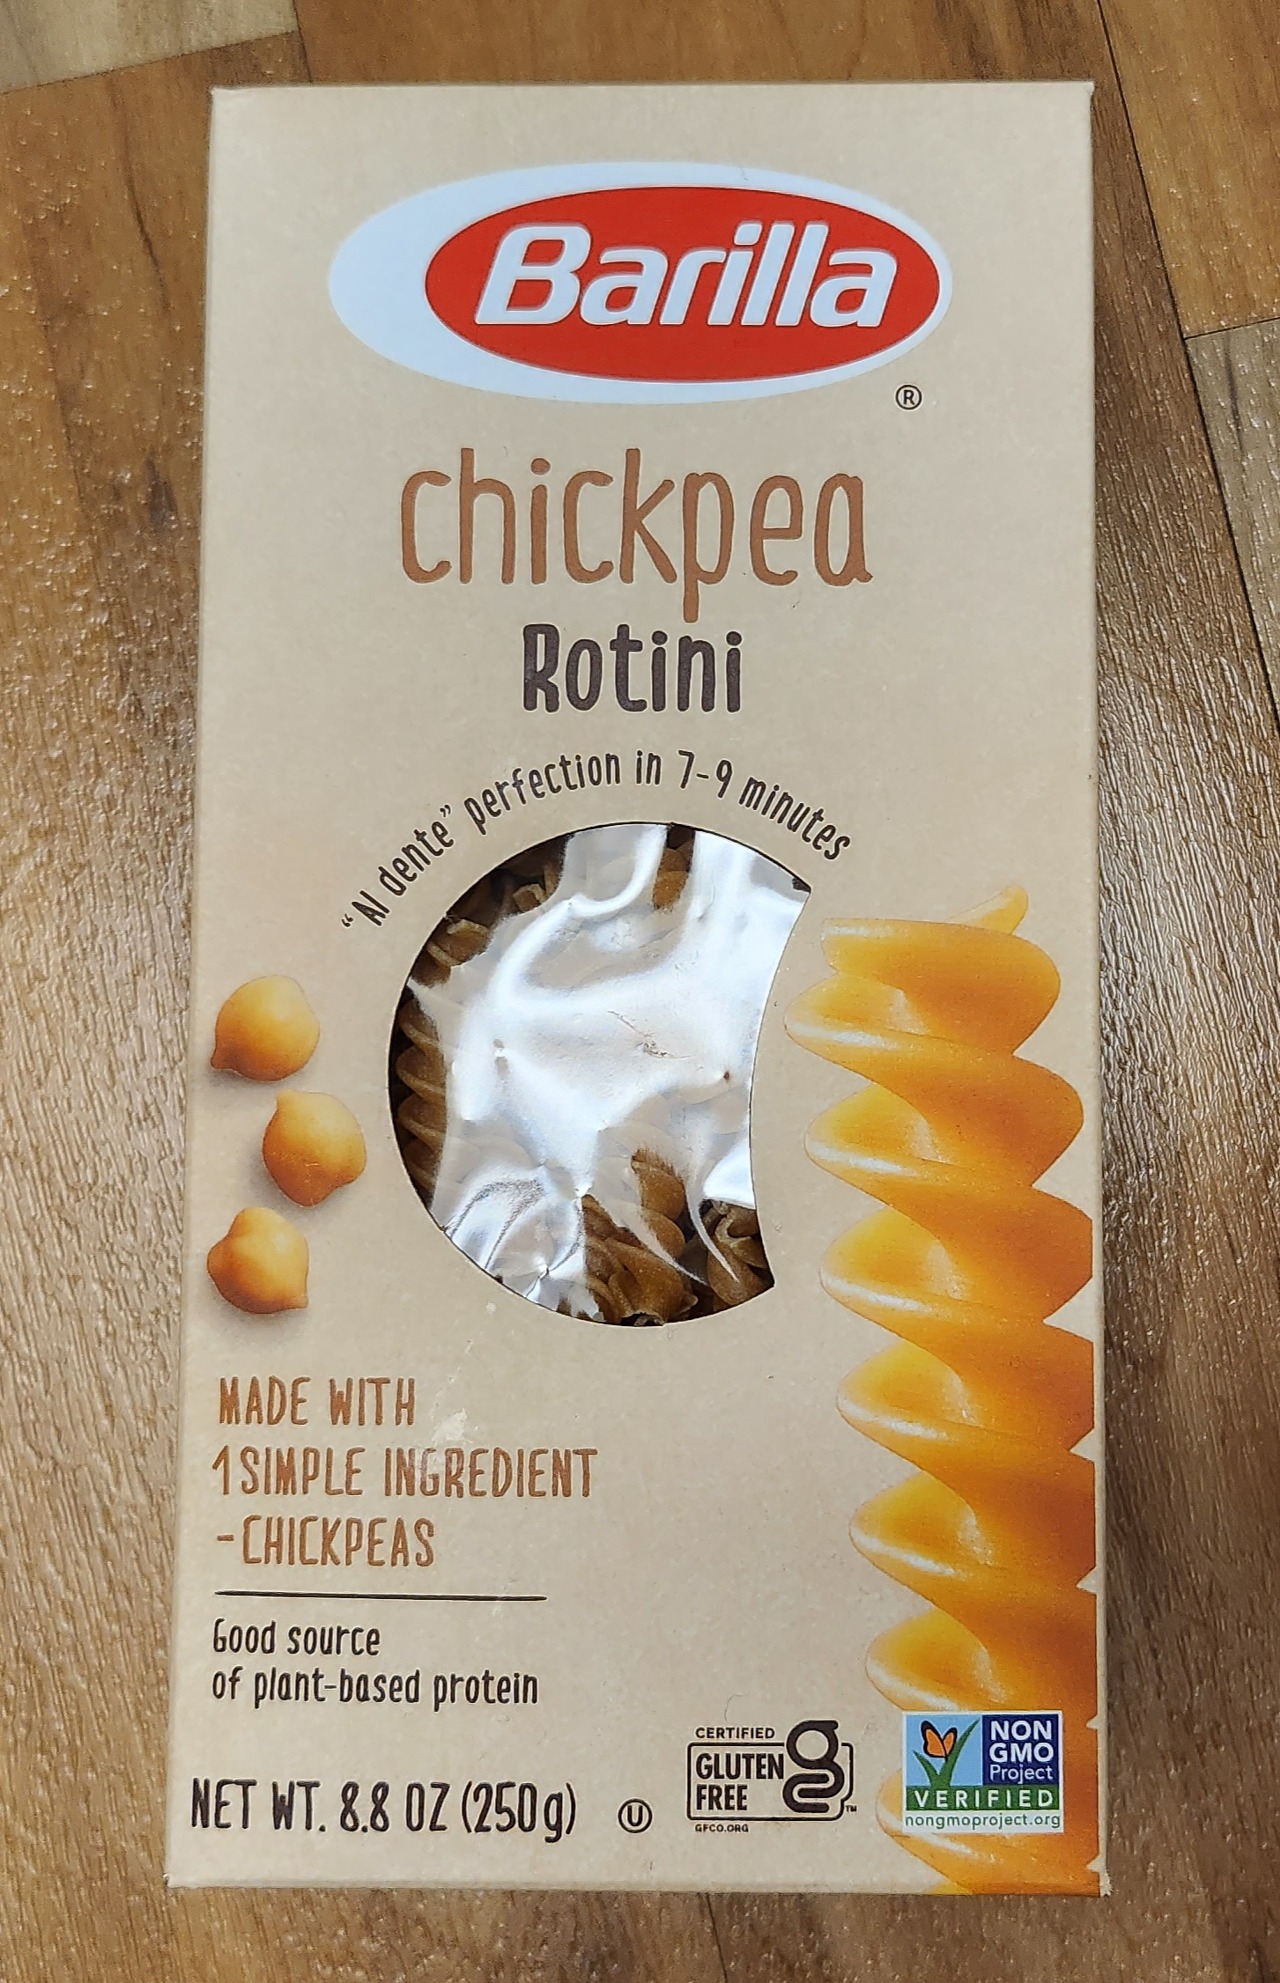 Barilla
®
chickpea
Rotini
"Al dente" perfection in 7-9 minutes
MADE WITH
1 SIMPLE INGREDIENT
-CHICKPEAS
Good source
of plant-based protein
NET WT. 8.8 OZ (250g)
U
CERTIFIED
GLUTEN
FREE
g
™
GFCO.ORG
NON
GMO
Project
VERIFIED
nongmoproject.org